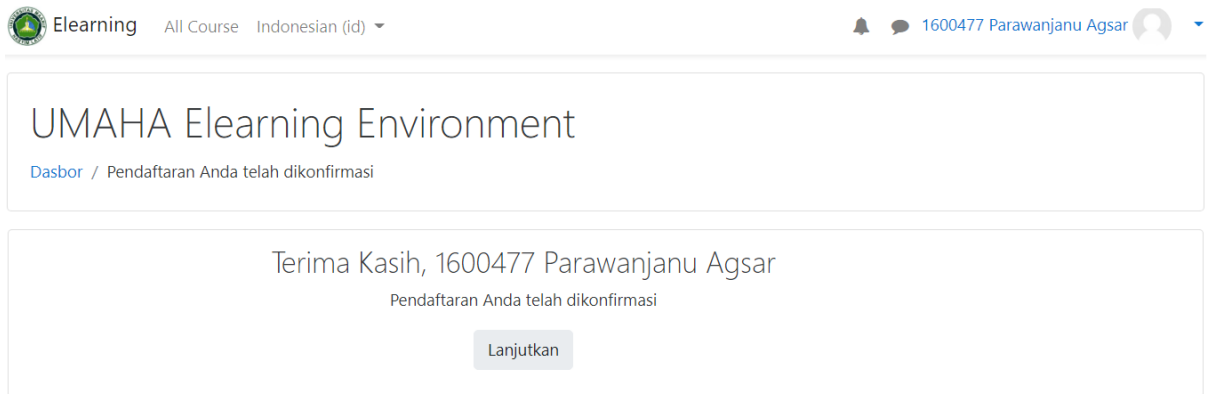 Elearning All Course Indonesian (id) 1600477 Parawanjanu Agsar
UMAHA Elearning Environment
Dasbor / Pendaftaran Anda telah dikonfirmasi
Terima Kasih, 1600477 Parawanjanu Agsar
Pendaftaran Anda telah dikonfirmasi
Lanjutkan